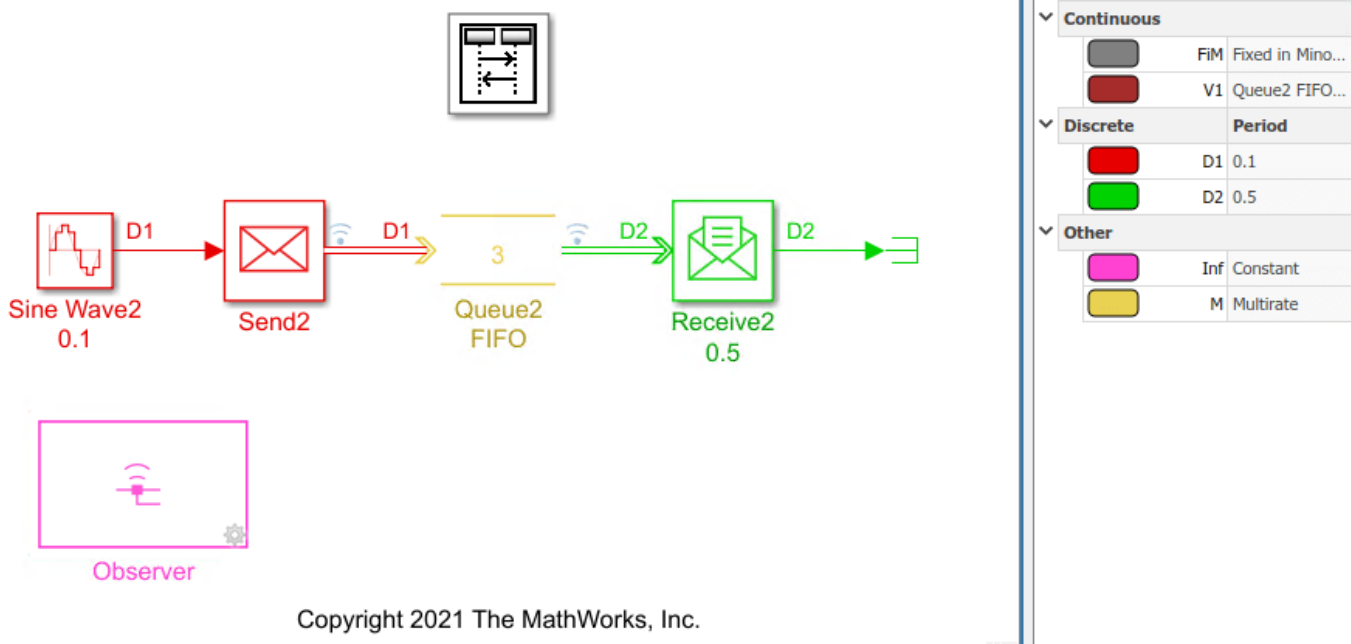 D1
D1
D2
D2
3
Sine Wave2
0.1
Send2
Queue2
FIFO
Receive2
0.5
Observer
Copyright 2021 The MathWorks, Inc.
Continuous
FiM Fixed in Mino...
V1 Queue2 FIFO...
Discrete Period
D1 0.1
D2 0.5
Other
Inf Constant
M Multirate